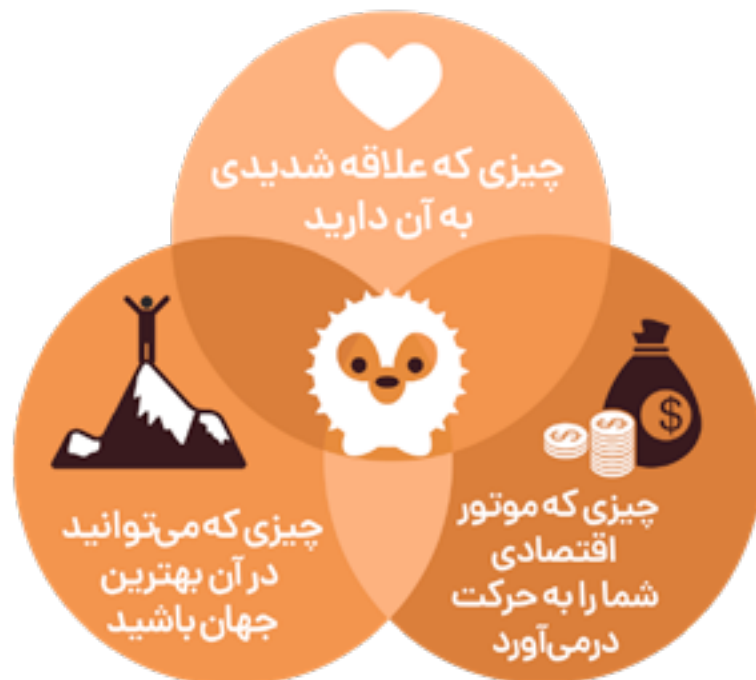 چیزی که علاقه شدیدی
به آن دارید
چیزی که موتور
اقتصادی
شما را به حرکت
درمی‌آورد
چیزی که می‌توانید
در آن بهترین
جهان باشید
$